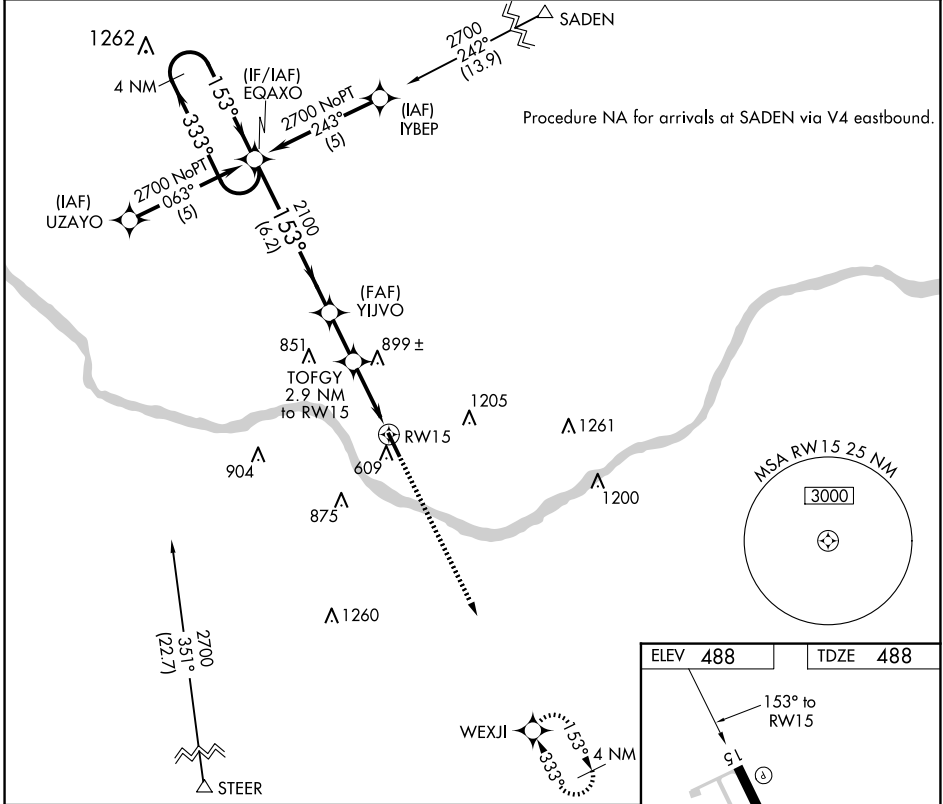 1262
4 NM
153°
333°
(IF/IAF)
EQAXO
2700 NoPT
243°
(5)
(IAF)
IYBEP
2700
242°
(13.9)
SADEN
Procedure NA for arrivals at SADEN via V4 eastbound.
(IAF)
UZAYO
2700 NoPT
063°
(5)
2100
153°
(6.2)
(FAF)
YIJVO
851
899 ±
TOFGY
2.9 NM
to RW15
1205
1261
RW15
904
609
875
1200
MSA RW15 25 NM
3000
1260
2700
351°
(22.7)
STEER
WEXJI
153°
333°
4 NM
ELEV 488
TDZE 488
153° to
RW15
15
P